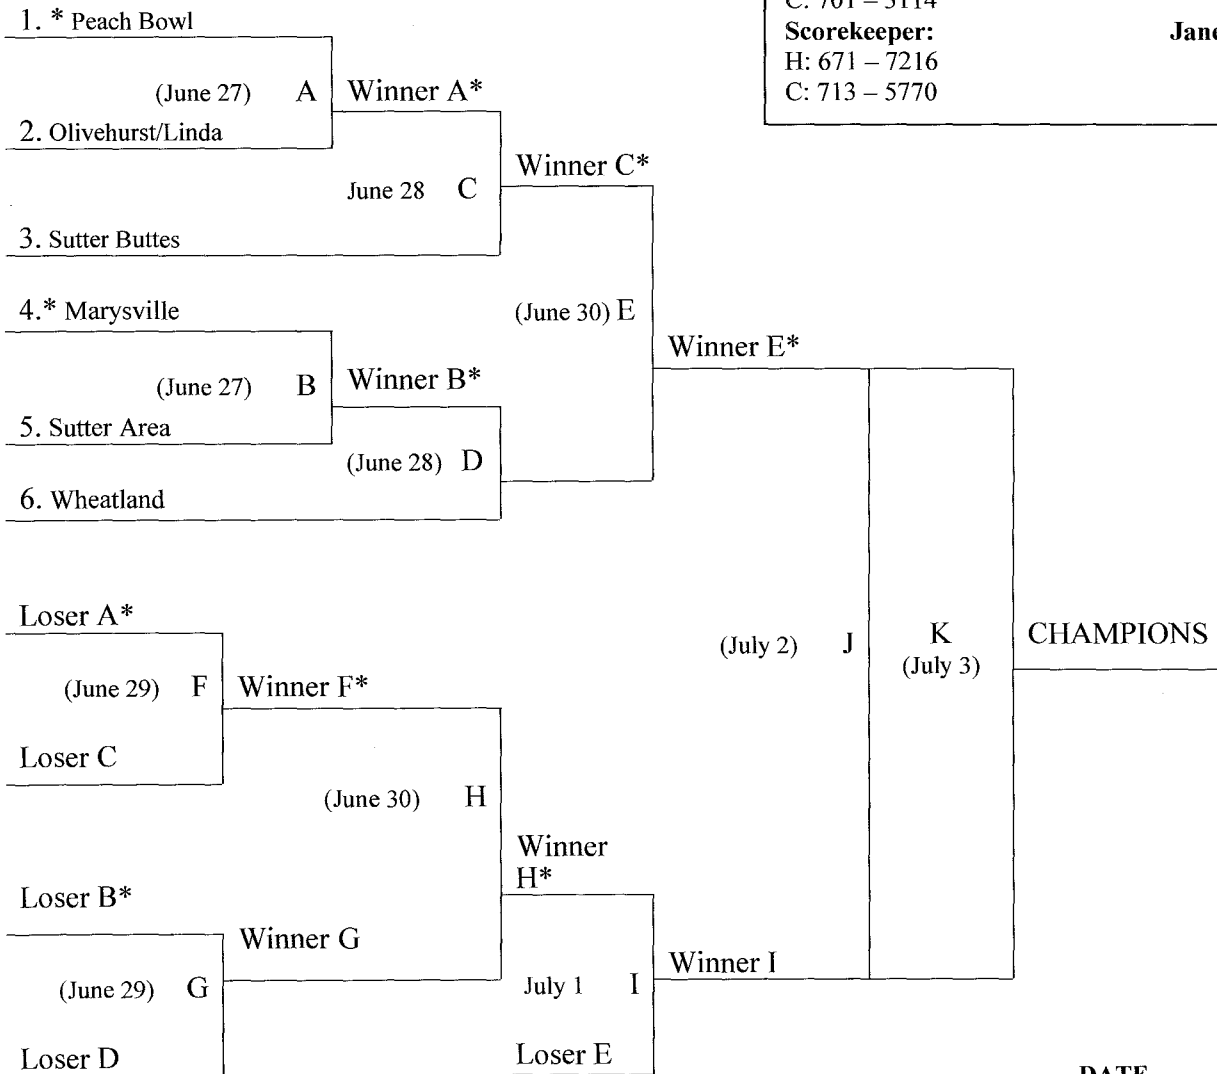 C: 701 – 5114
Scorekeeper: Jane
H: 671 – 7216
C: 713 – 5770
1. * Peach Bowl
(June 27) A
Winner A*
2. Olivehurst/Linda
Winner C*
June 28 C
3. Sutter Buttes
4.* Marysville
(June 30) E
Winner E*
(June 27) B
Winner B*
5. Sutter Area
(June 28) D
6. Wheatland
Loser A*
(July 2) J
K
(July 3)
CHAMPIONS
(June 29) F
Winner F*
Loser C
(June 30) H
Winner
H*
Loser B*
Winner G
Winner I
(June 29) G
July 1 I
Loser D
Loser E
DATE